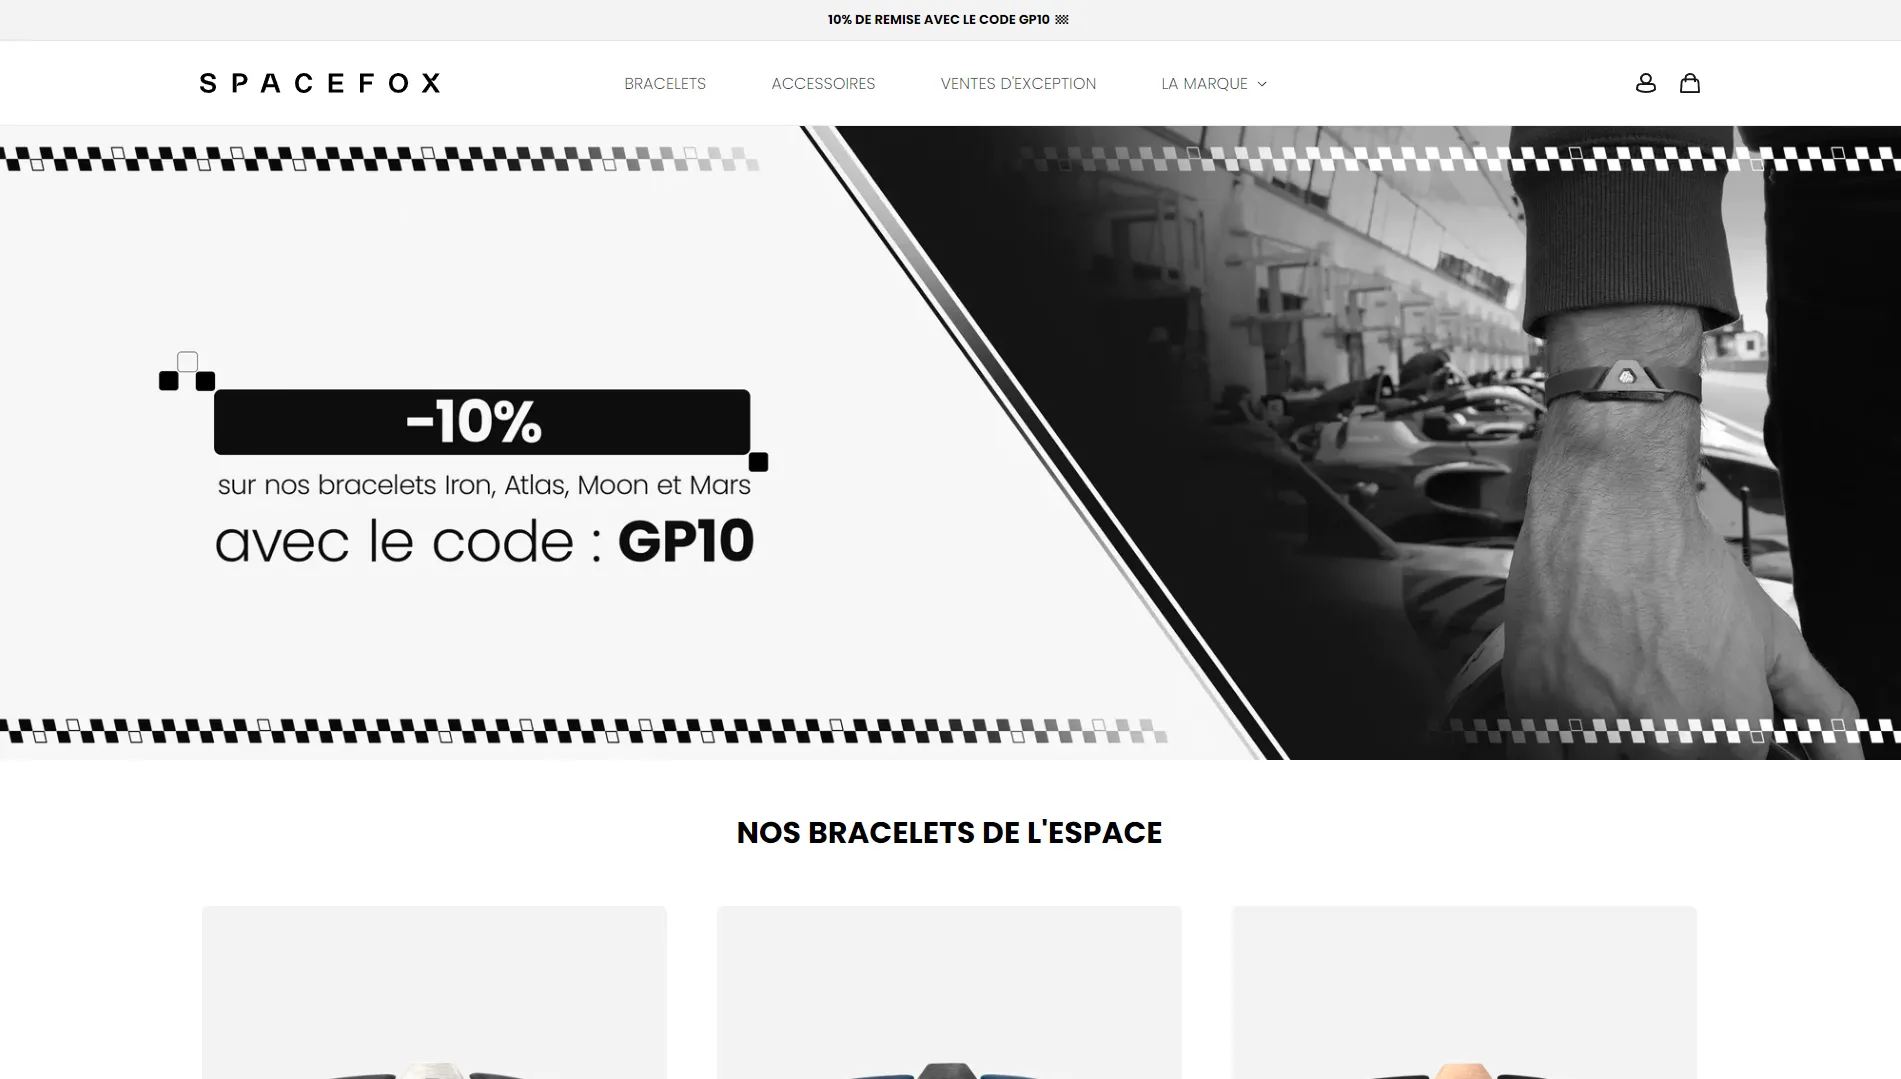 10% DE REMISE AVEC LE CODE GP10
SPACEFOX
BRACELETS
ACCESSOIRES
VENTES D'EXCEPTION
LA MARQUE
-10%
sur nos bracelets Iron, Atlas, Moon et Mars
avec le code : GP10
NOS BRACELETS DE L'ESPACE